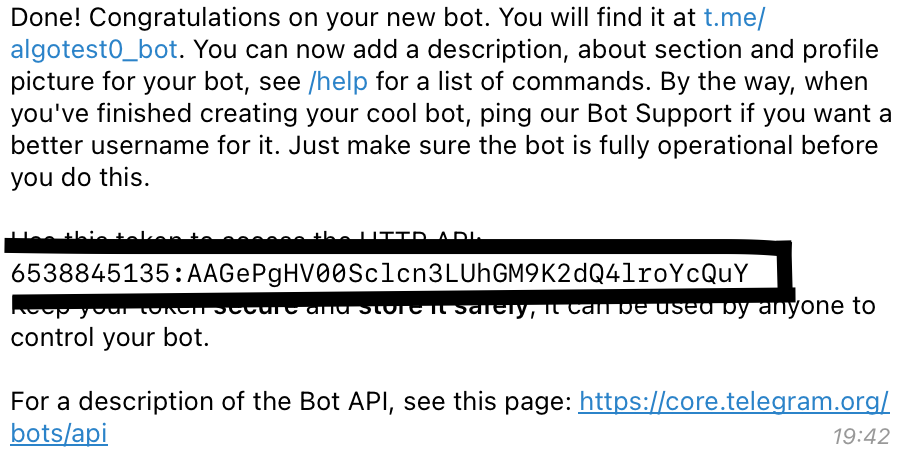 Done! Congratulations on your new bot. You will find it at t.me/
algotest0_bot. You can now add a description, about section and profile
picture for your bot, see /help for a list of commands. By the way, when
you've finished creating your cool bot, ping our Bot Support if you want a
better username for it. Just make sure the bot is fully operational before
you do this.
Use this token to access the HTTP API:
6538845135:AAGePgHV00Sclcn3LUhGM9K2dQ4lroYcQuY
Keep your token secure and store it safely, it can be used by anyone to
control your bot.
For a description of the Bot API, see this page: https://core.telegram.org/
bots/api
19:42